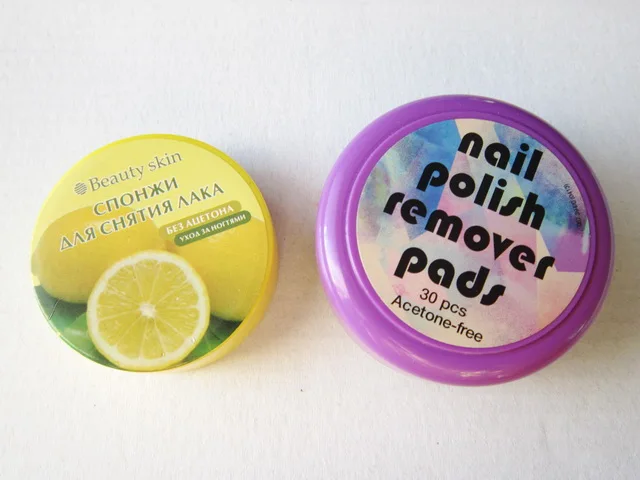 Beauty skin
СПОНЖИ
ДЛЯ СНЯТИЯ ЛАКА
БЕЗ АЦЕТОНА
УХОД ЗА НОГТЯМИ
nail
polish
remover
pads
30 pcs
Acetone-free